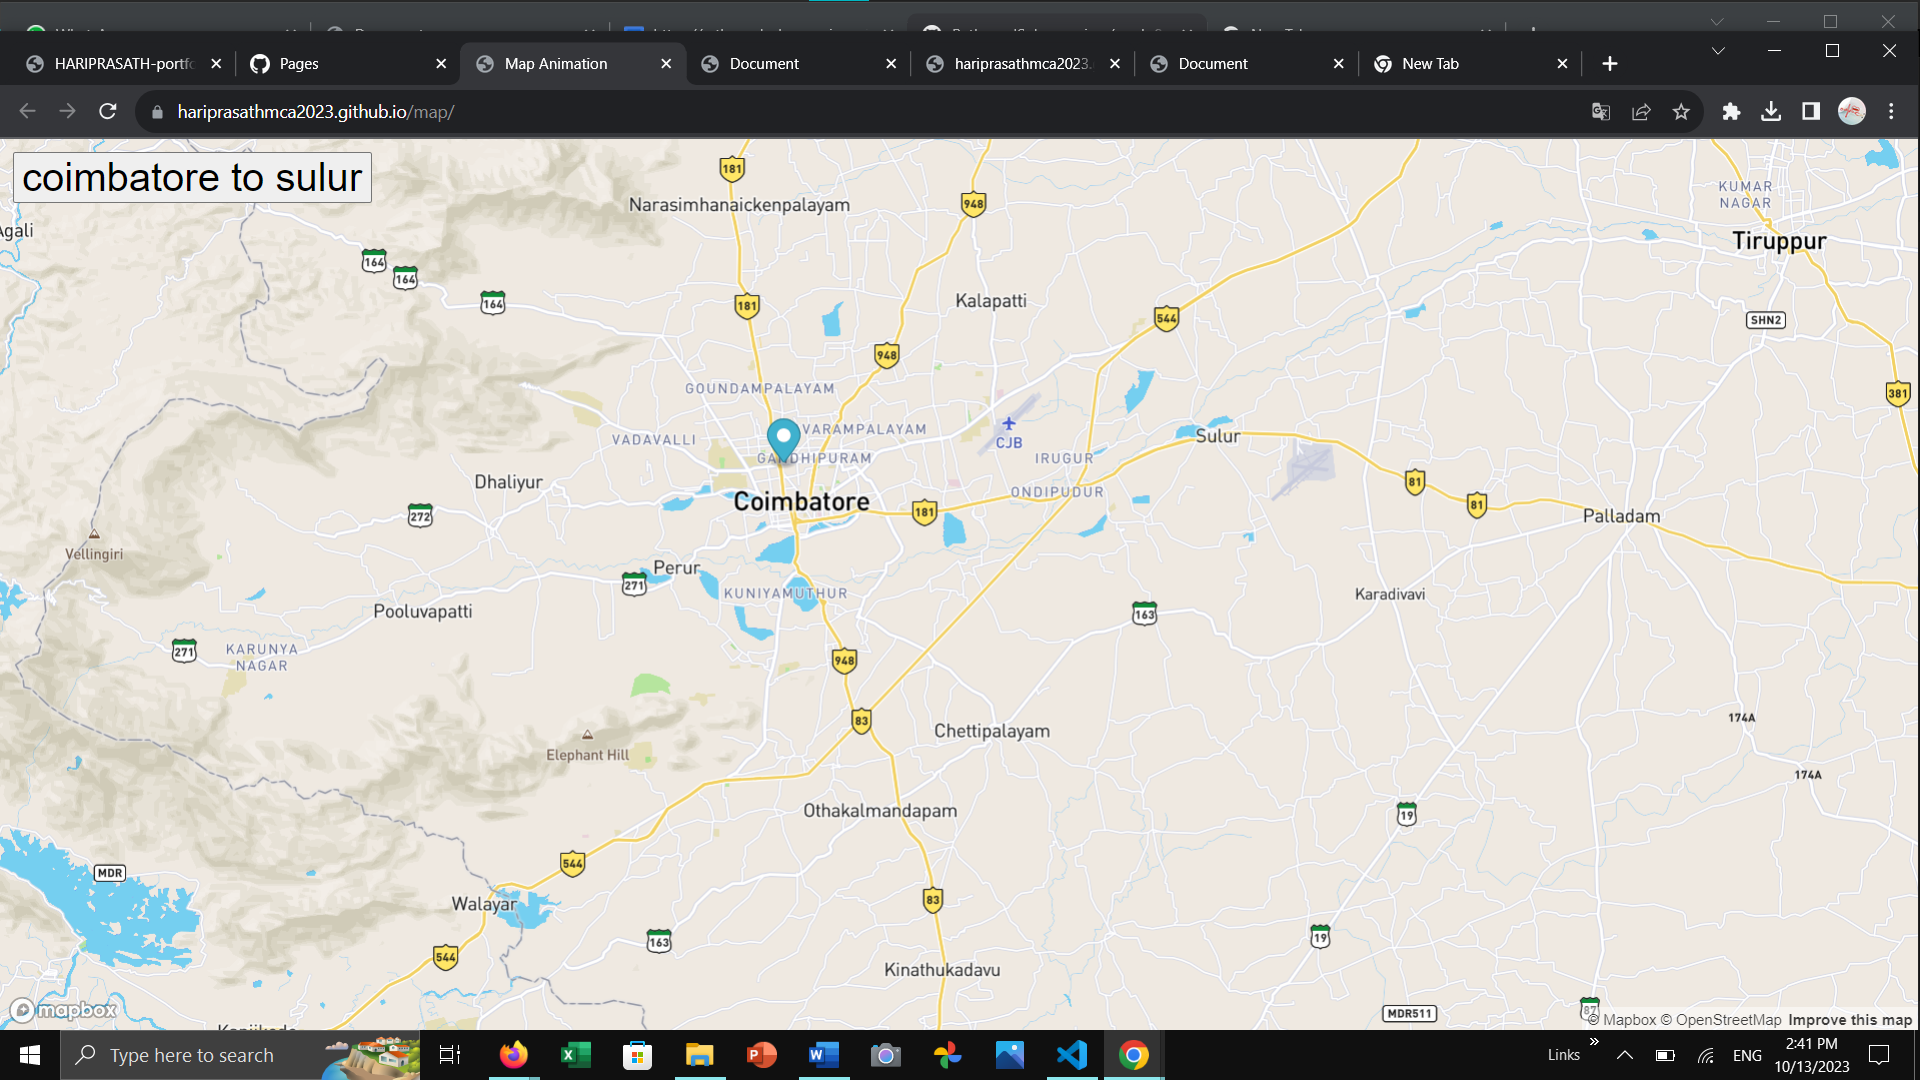 HARIPRASATH-portfo
Pages
Map Animation
Document
hariprasathmca2023.
Document
New Tab
hariprasathmca2023.github.io/map/
coimbatore to sulur
181
Narasimhanaickenpalayam
948
KUMAR
NAGAR
Agali
Tiruppur
164
164
164
181
Kalapatti
544
SHN2
948
GOUNDAMPALAYAM
381
VARAMPALAYAM
VADAVALLI
CJB
Sulur
GANDHIPURAM
IRUGUR
Dhaliyur
ONDIPUDUR
81
Coimbatore
181
81
272
Palladam
Vellingiri
Perur
271
KUNIYAMUTHUR
Karadivavi
Pooluvapatti
163
271
KARUNYA
NAGAR
948
83
Chettipalayam
174A
Elephant Hill
174A
Othakalmandapam
19
544
MDR
Walayar
83
163
19
544
Kinathukadavu
87
mapbox
MDR511
© Mapbox © OpenStreetMap Improve this map
Type here to search
Links
ENG
2:41 PM
10/13/2023